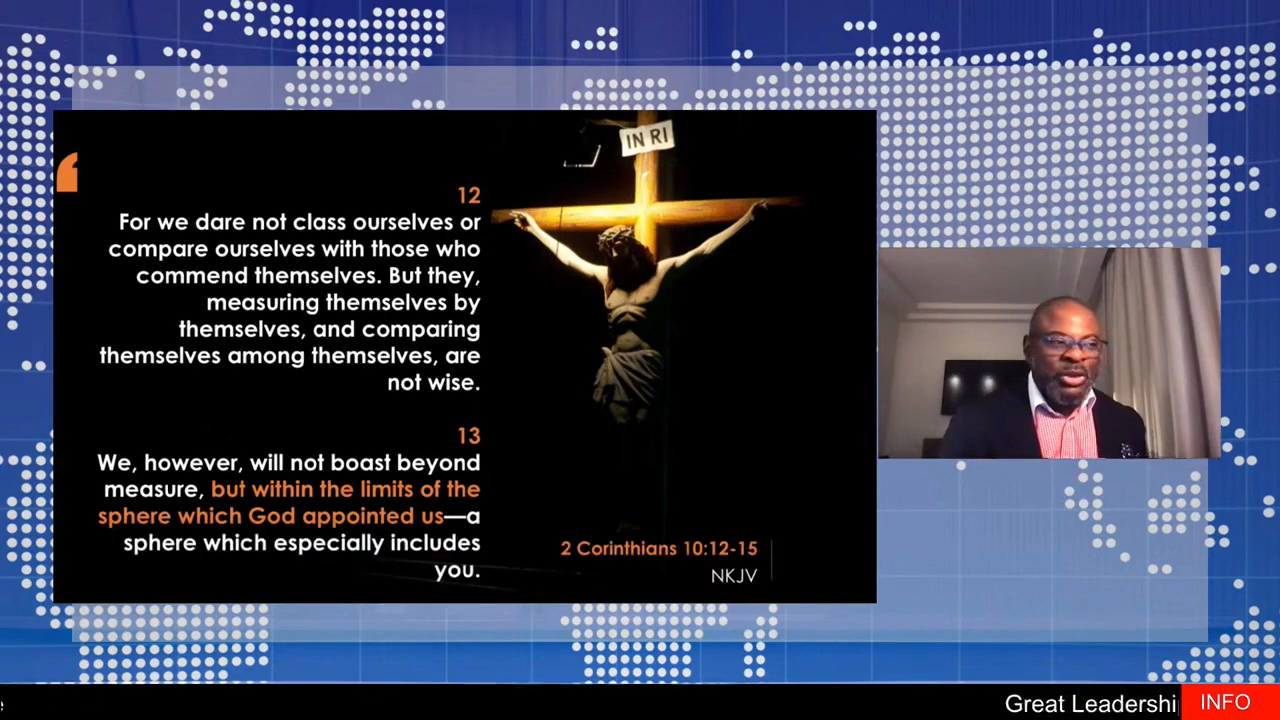 IN RI
12
For we dare not class ourselves or
compare ourselves with those who
commend themselves. But they,
measuring themselves by
themselves, and comparing
themselves among themselves, are
not wise.
13
We, however, will not boast beyond
measure, but within the limits of the
sphere which God appointed us—a
sphere which especially includes
you.
2 Corinthians 10:12-15
NKJV
e
Great Leadershi
INFO